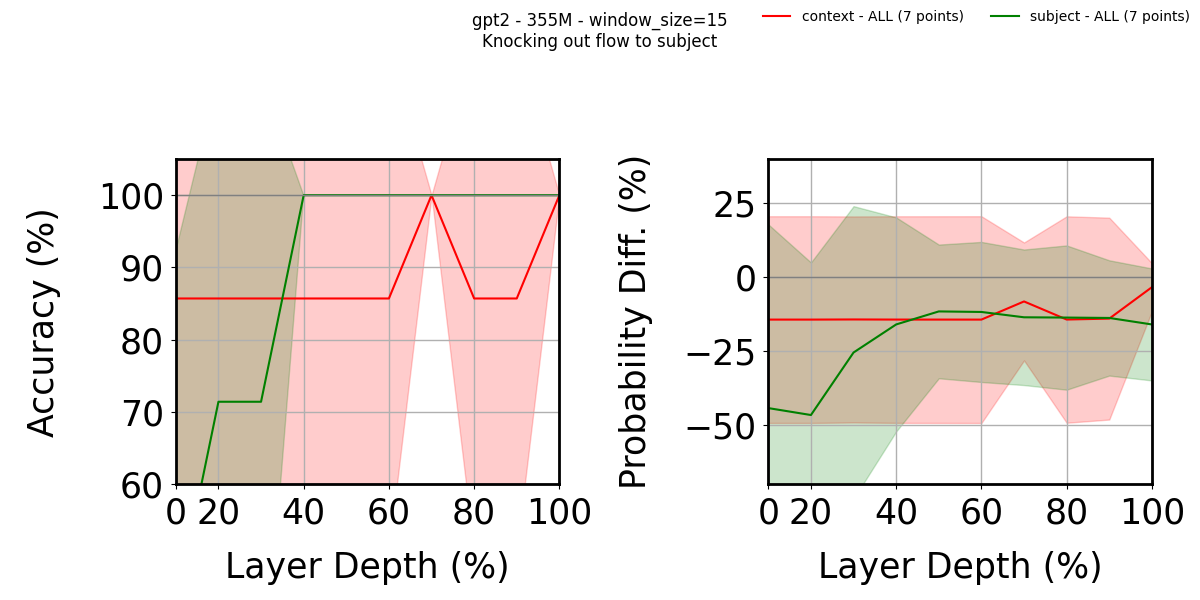 gpt2 - 355M - window_size=15
Knocking out flow to subject
context - ALL (7 points)
subject - ALL (7 points)
Accuracy (%)
100
90
80
70
60
0 20 40 60 80 100
Layer Depth (%)
Probability Diff. (%)
25
0
−25
−50
0 20 40 60 80 100
Layer Depth (%)